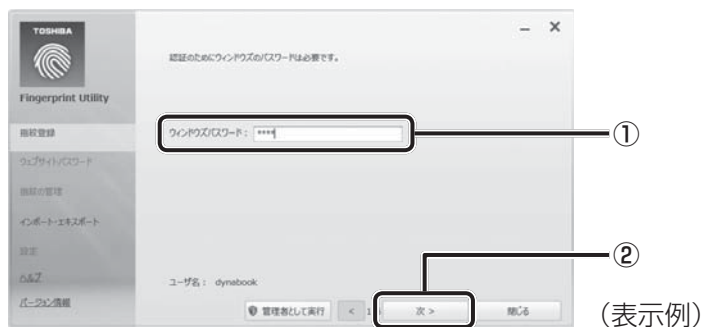 TOSHIBA
Fingerprint Utility
指紋登録
ウェブサイトパスワード
指紋の管理
インポート・エキスポート
設定
ヘルプ
バージョン情報
認証のためにウィンドウズのパスワードは必要です。
ウィンドウズパスワード： ****
①
②
ユーザ名： dynabook
管理者として実行
<
次 >
閉じる
（表示例）